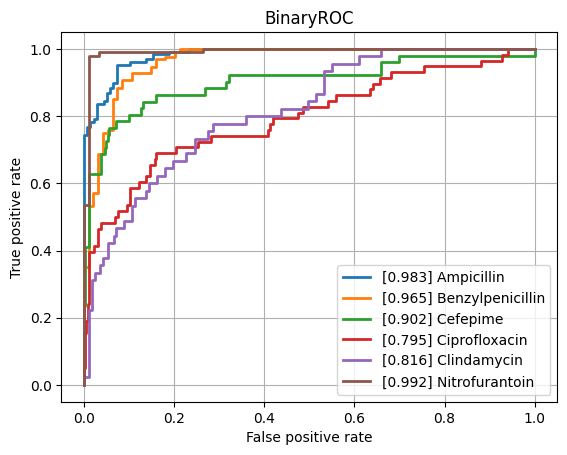 BinaryROC
True positive rate
1.0
0.8
0.6
0.4
0.2
0.0
[0.983] Ampicillin
[0.965] Benzylpenicillin
[0.902] Cefepime
[0.795] Ciprofloxacin
[0.816] Clindamycin
[0.992] Nitrofurantoin
0.0 0.2 0.4 0.6 0.8 1.0
False positive rate